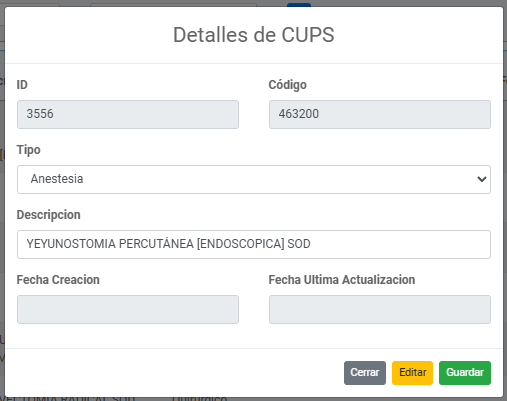 Detalles de CUPS
ID
Código
3556
463200
Tipo
Anestesia
Descripcion
YEYUNOSTOMIA PERCUTÁNEA [ENDOSCOPICA] SOD
Fecha Creacion
Fecha Ultima Actualizacion
Cerrar
Editar
Guardar